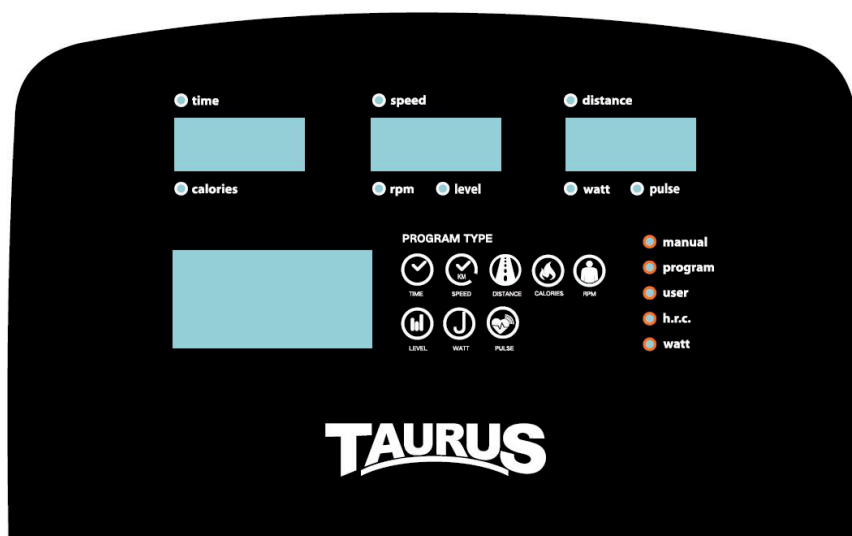 time speed distance
calories rpm level watt pulse
PROGRAM TYPE
KM
TIME SPEED DISTANCE CALORIES RPM
LEVEL WATT PULSE
manual
program
user
h.r.c.
watt
TAURUS